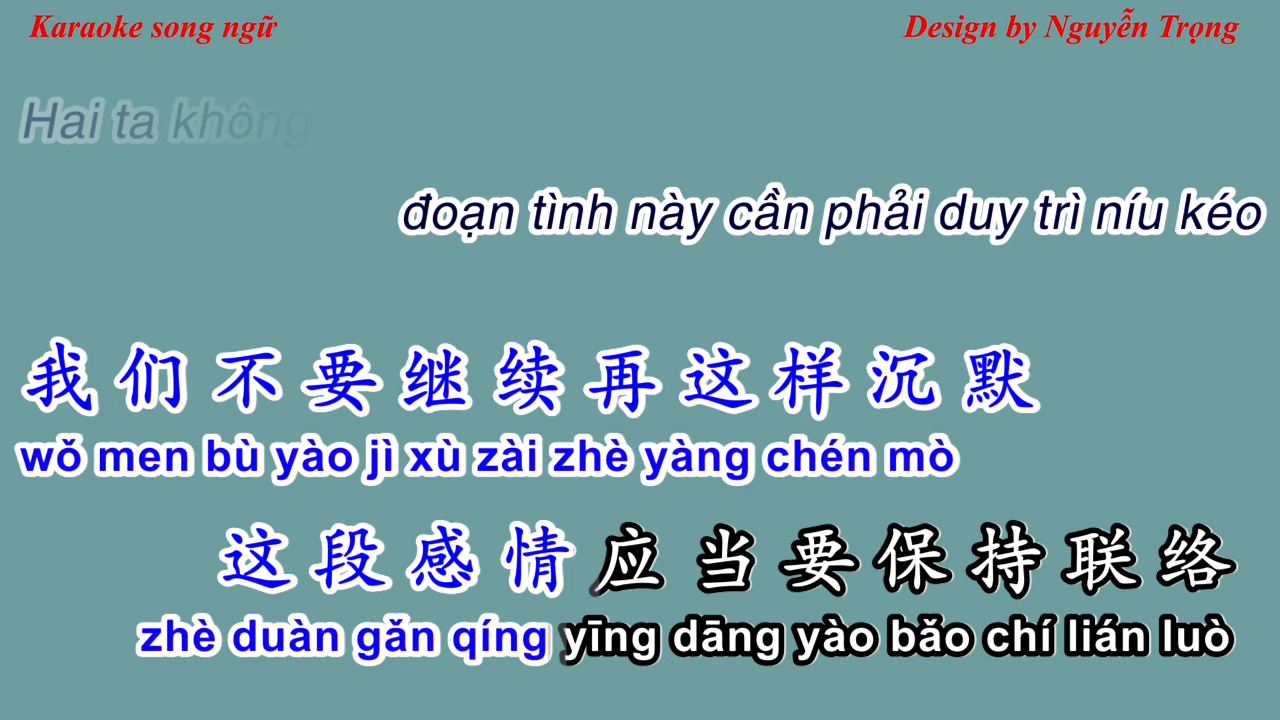 Karaoke song ngữ
Design by Nguyễn Trọng
Hai ta không
đoạn tình này cần phải duy trì níu kéo
我们不要继续再这样沉默
wǒ men bù yào jì xù zài zhè yàng chén mò
这段感情应当要保持联络
zhè duàn gǎn qíng yīng dāng yào bǎo chí lián luò